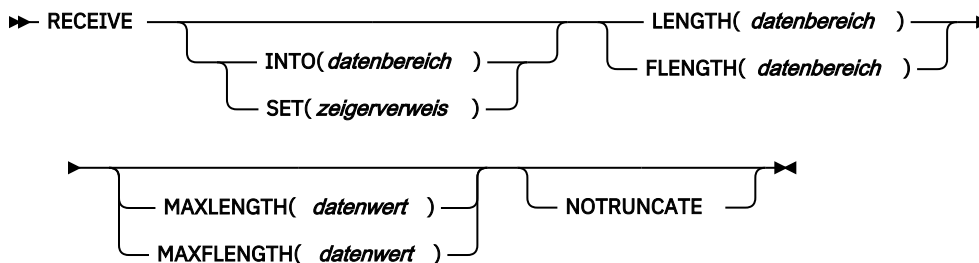 RECEIVE LENGTH( datenbereich )
INTO( datenbereich ) FLENGTH( datenbereich )
SET( zeigerverweis )
MAXLENGTH( datenwert ) NOTRUNCATE
MAXFLENGTH( datenwert )